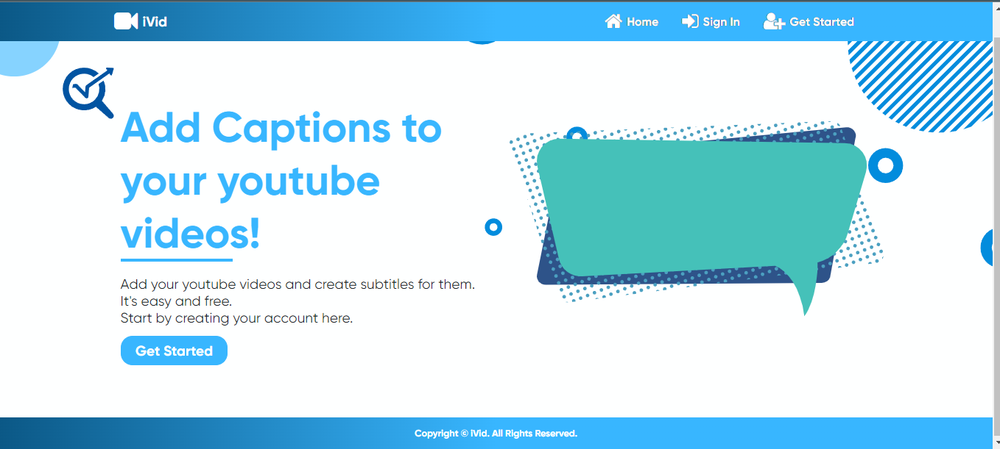 iVid
Home
Sign In
Get Started
Add Captions to
your youtube
videos!
Add your youtube videos and create subtitles for them.
It's easy and free.
Start by creating your account here.
Get Started
Copyright © iVid. All Rights Reserved.